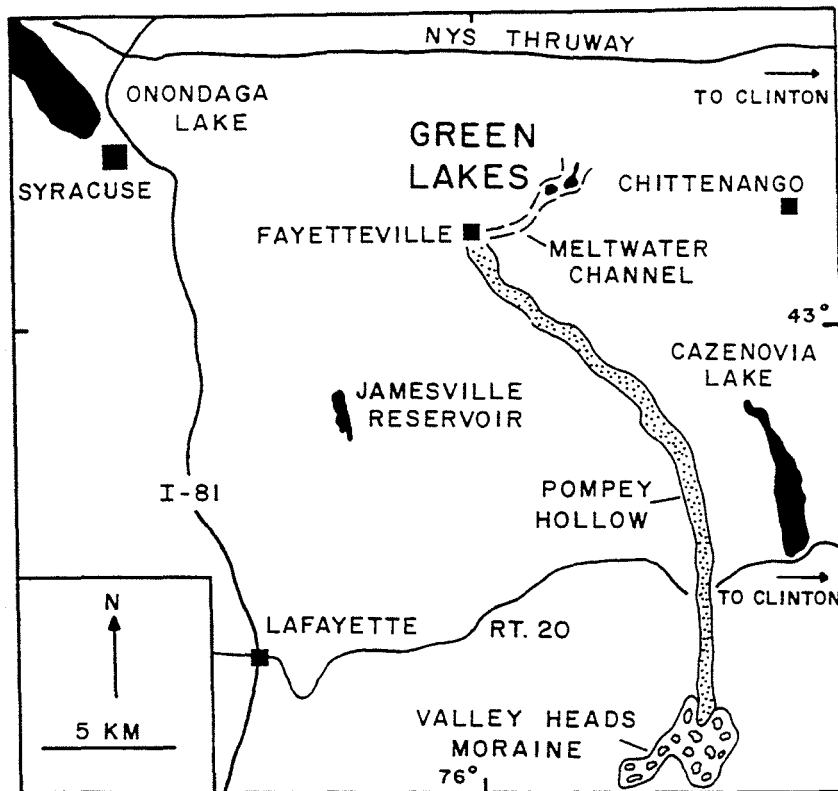 NYS THRUWAY
ONONDAGA
LAKE
TO CLINTON
GREEN
LAKES
SYRACUSE
CHITTENANGO
FAYETTEVILLE
MELTWATER
CHANNEL
43°
CAZENOVIA
LAKE
JAMESVILLE
RESERVOIR
I-81
POMPEY
HOLLOW
N
TO CLINTON
LAFAYETTE
RT. 20
5 KM
VALLEY HEADS
MORAINE
76°